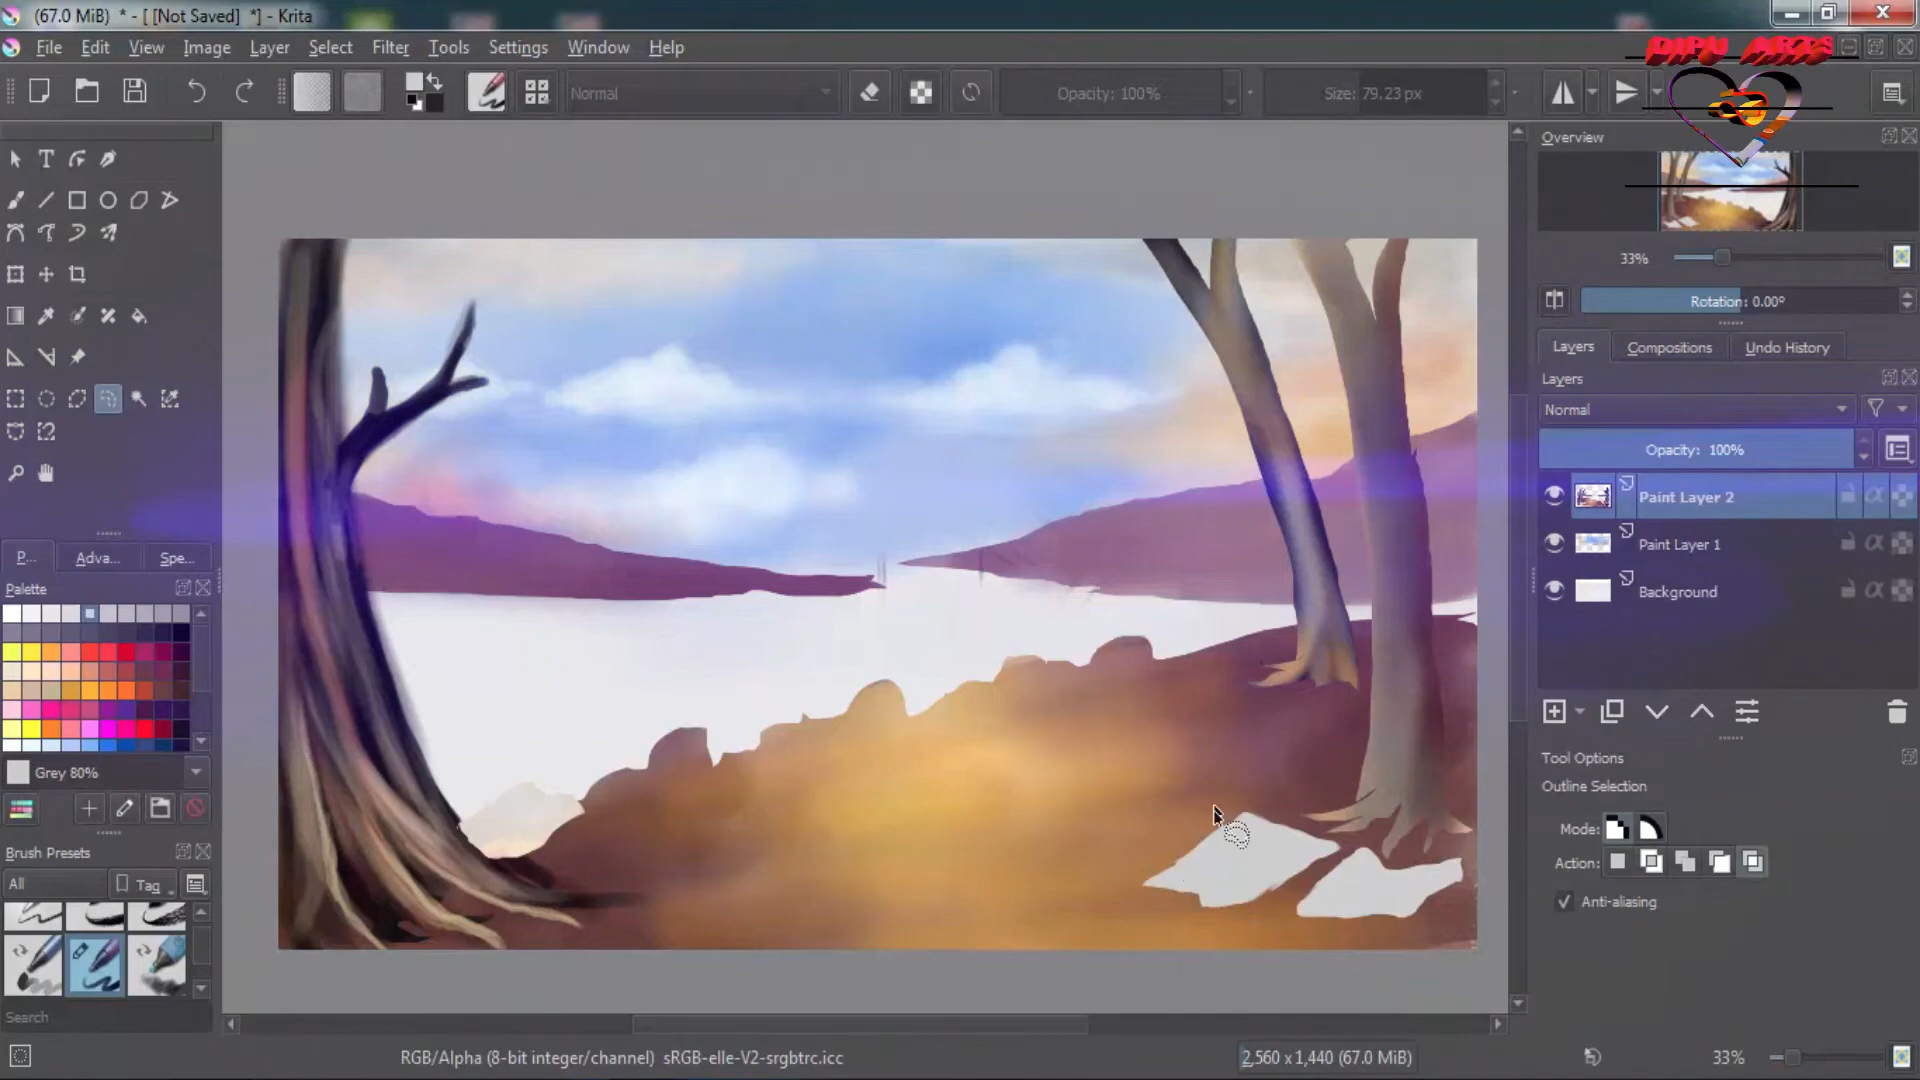 (67.0 MiB) * - [ [Not Saved] *] - Krita
File Edit View Image Layer Select Filter Tools Settings Window Help
DIPU ARTS
Normal
Opacity: 100%
Size: 79.23 px
Overview
33%
Rotation: 0.00º
Layers Compositions Undo History
Layers
Normal
Opacity: 100%
Paint Layer 2
Paint Layer 1
Background
P... Adva... Spe...
Palette
Grey 80%
Tool Options
Outline Selection
Mode:
Action:
Anti-aliasing
Brush Presets
All Tag
Search
RGB/Alpha (8-bit integer/channel) sRGB-elle-V2-srgbtrc.icc
2,560 x 1,440 (67.0 MiB)
33%